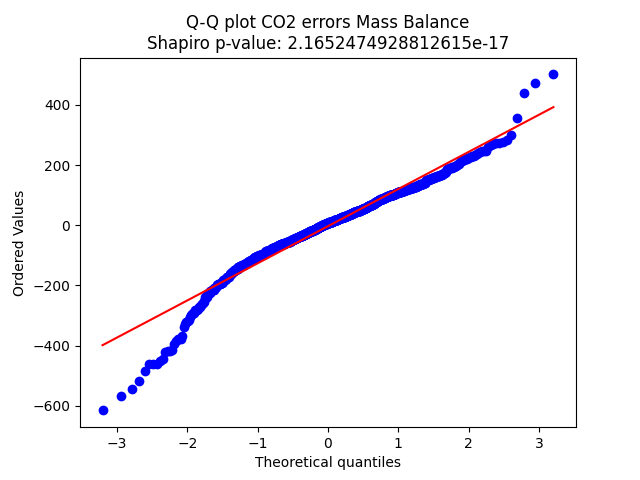 Q-Q plot CO2 errors Mass Balance
Shapiro p-value: 2.1652474928812615e-17
400
200
0
−200
−400
−600
Ordered Values
−3 −2 −1 0 1 2 3
Theoretical quantiles